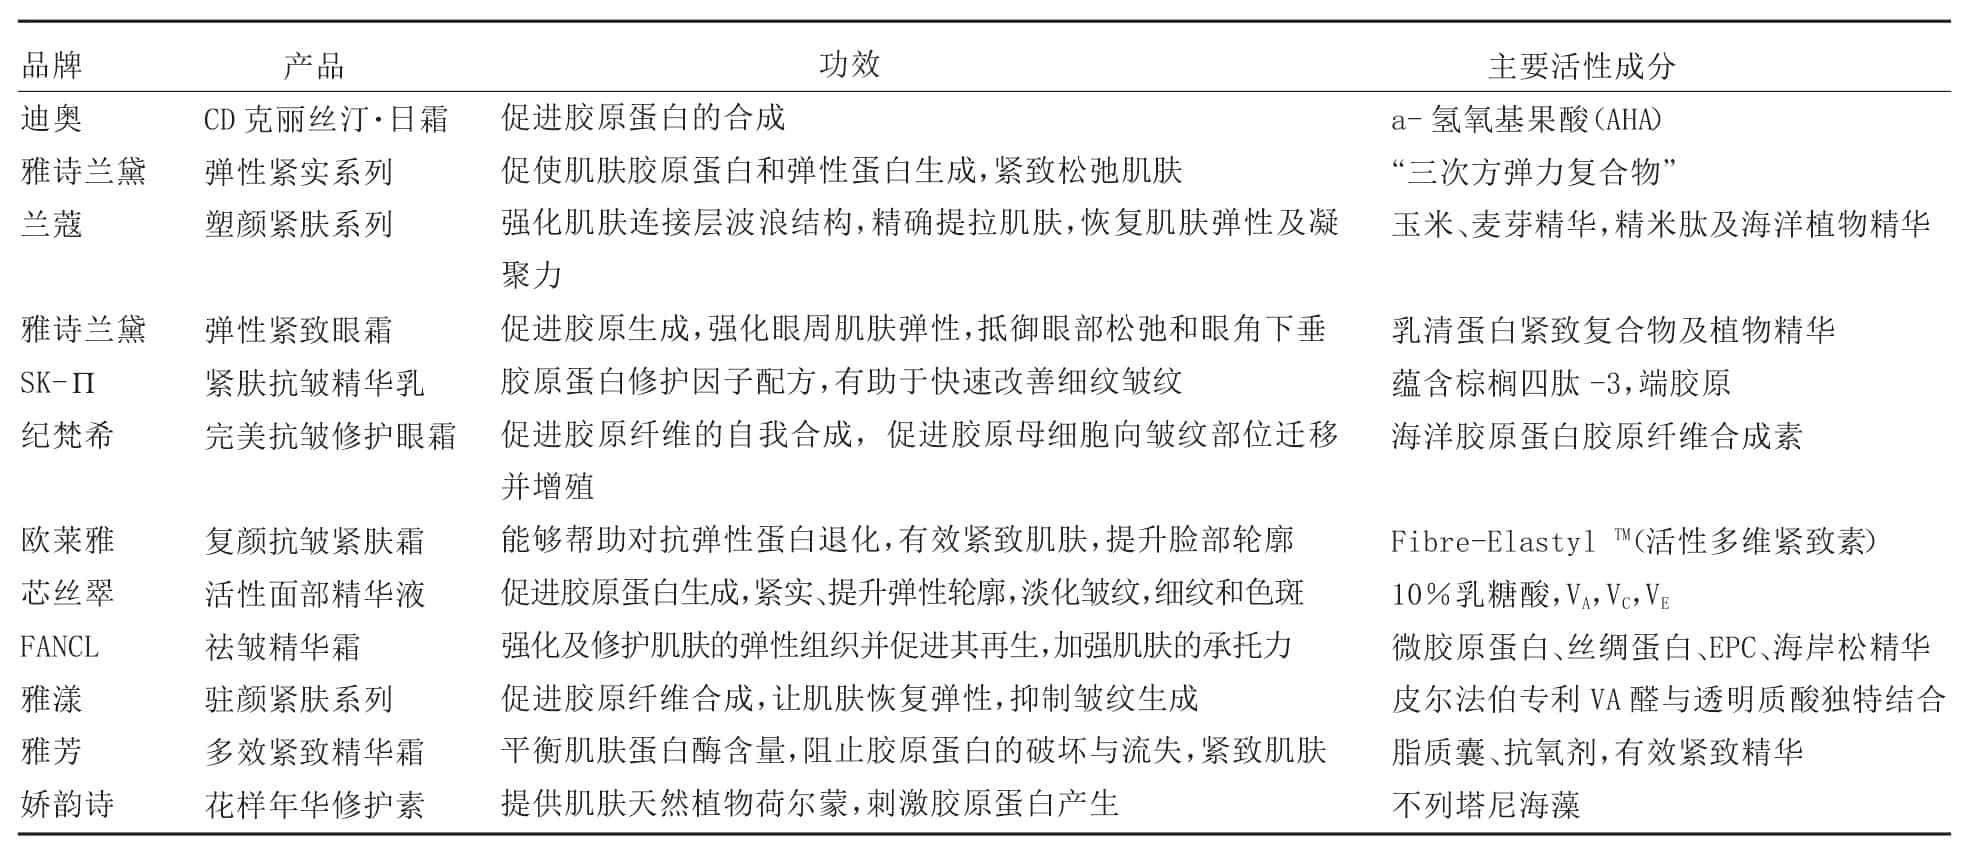 品牌 产品 功效 主要活性成分
迪奥 CD克丽丝汀·日霜 促进胶原蛋白的合成 a-氢氧基果酸(AHA)
雅诗兰黛 弹性紧实系列 促使肌肤胶原蛋白和弹性蛋白生成,紧致松弛肌肤 “三次方弹力复合物”
兰蔻 塑颜紧肤系列 强化肌肤连接层波浪结构,精确提拉肌肤,恢复肌肤弹性及凝 玉米、麦芽精华,精米肽及海洋植物精华
聚力
雅诗兰黛 弹性紧致眼霜 促进胶原生成,强化眼周肌肤弹性,抵御眼部松弛和眼角下垂 乳清蛋白紧致复合物及植物精华
SK-Π 紧肤抗皱精华乳 胶原蛋白修护因子配方,有助于快速改善细纹皱纹 蕴含棕榈四肽-3,端胶原
纪梵希 完美抗皱修护眼霜 促进胶原纤维的自我合成, 促进胶原母细胞向皱纹部位迁移 海洋胶原蛋白胶原纤维合成素
并增殖
欧莱雅 复颜抗皱紧肤霜 能够帮助对抗弹性蛋白退化,有效紧致肌肤,提升脸部轮廓 Fibre-Elastyl TM(活性多维紧致素)
芯丝翠 活性面部精华液 促进胶原蛋白生成,紧实、提升弹性轮廓,淡化皱纹,细纹和色斑 10%乳糖酸,VA,VC,VE
FANCL 祛皱精华霜 强化及修护肌肤的弹性组织并促进其再生,加强肌肤的承托力 微胶原蛋白、丝绸蛋白、EPC、海岸松精华
雅漾 驻颜紧肤系列 促进胶原纤维合成,让肌肤恢复弹性,抑制皱纹生成 皮尔法伯专利VA醛与透明质酸独特结合
雅芳 多效紧致精华霜 平衡肌肤蛋白酶含量,阻止胶原蛋白的破坏与流失,紧致肌肤 脂质囊、抗氧剂,有效紧致精华
娇韵诗 花样年华修护素 提供肌肤天然植物荷尔蒙,刺激胶原蛋白产生 不列塔尼海藻